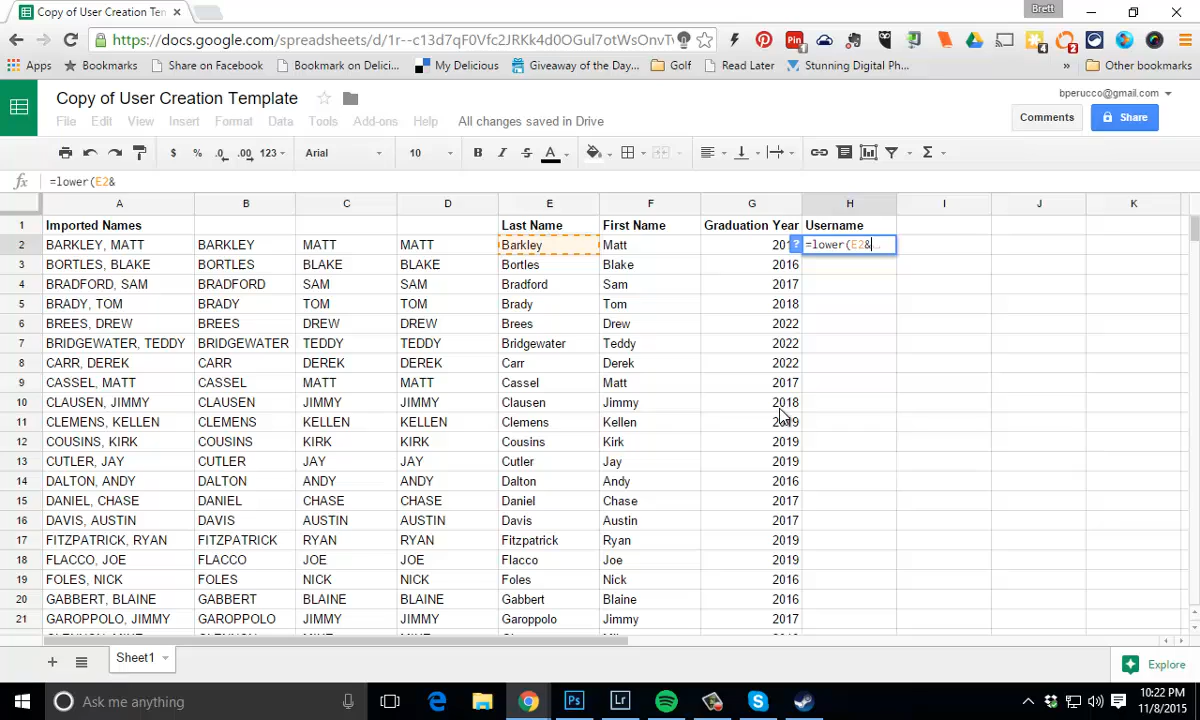 Copy of User Creation Tem
Brett
https://docs.google.com/spreadsheets/d/1r--c13d7qF0Vfc2JRKk4d0OGul7otWsOnvT
Apps Bookmarks Share on Facebook Bookmark on Delici... My Delicious Giveaway of the Day... Golf Read Later Stunning Digital Ph... » Other bookmarks
Copy of User Creation Template
bperucco@gmail.com
File Edit View Insert Format Data Tools Add-ons Help All changes saved in Drive
Comments Share
$ % .0 .00 123 Arial 10 B I S A
=lower(E2&
A B C D E F G H I J K
1 Imported Names Last Name First Name Graduation Year Username
2 BARKLEY, MATT BARKLEY MATT MATT Barkley Matt =lower(E2&...
3 BORTLES, BLAKE BORTLES BLAKE BLAKE Bortles Blake 2016
4 BRADFORD, SAM BRADFORD SAM SAM Bradford Sam 2017
5 BRADY, TOM BRADY TOM TOM Brady Tom 2018
6 BREES, DREW BREES DREW DREW Brees Drew 2022
7 BRIDGEWATER, TEDDY BRIDGEWATER TEDDY TEDDY Bridgewater Teddy 2022
8 CARR, DEREK CARR DEREK DEREK Carr Derek 2022
9 CASSEL, MATT CASSEL MATT MATT Cassel Matt 2017
10 CLAUSEN, JIMMY CLAUSEN JIMMY JIMMY Clausen Jimmy 2018
11 CLEMENS, KELLEN CLEMENS KELLEN KELLEN Clemens Kellen
12 COUSINS, KIRK COUSINS KIRK KIRK Cousins Kirk 2019
13 CUTLER, JAY CUTLER JAY JAY Cutler Jay 2019
14 DALTON, ANDY DALTON ANDY ANDY Dalton Andy 2016
15 DANIEL, CHASE DANIEL CHASE CHASE Daniel Chase 2017
16 DAVIS, AUSTIN DAVIS AUSTIN AUSTIN Davis Austin 2017
17 FITZPATRICK, RYAN FITZPATRICK RYAN RYAN Fitzpatrick Ryan 2019
18 FLACCO, JOE FLACCO JOE JOE Flacco Joe 2019
19 FOLES, NICK FOLES NICK NICK Foles Nick 2016
20 GABBERT, BLAINE GABBERT BLAINE BLAINE Gabbert Blaine 2016
21 GAROPPOLO, JIMMY GAROPPOLO JIMMY JIMMY Garoppolo Jimmy 2017
Sheet1 Explore
Ask me anything
10:22 PM
11/8/2015